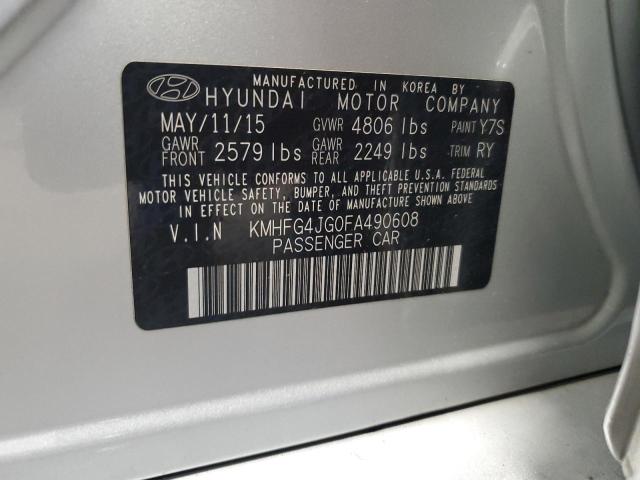 MANUFACTURED IN KOREA BY
HYUNDAI MOTOR COMPANY
MAY/11/15 GVWR 4806 lbs PAINT Y7S
GAWR FRONT 2579 lbs GAWR REAR 2249 lbs TRIM RY
THIS VEHICLE CONFORMS TO ALL APPLICABLE U.S.A. FEDERAL
MOTOR VEHICLE SAFETY, BUMPER, AND THEFT PREVENTION STANDARDS
IN EFFECT ON THE DATE OF MANUFACTURE SHOWN ABOVE.
V.I.N KMHFG4JG0FA490608
PASSENGER CAR